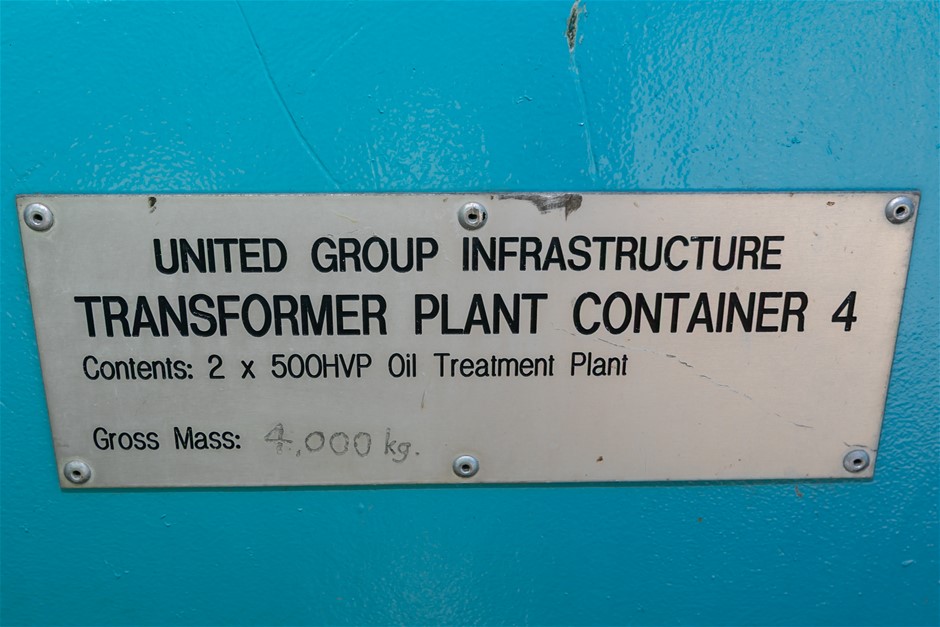 UNITED GROUP INFRASTRUCTURE
TRANSFORMER PLANT CONTAINER 4
Contents: 2 x 500HVP Oil Treatment Plant
Gross Mass: 4,000 kg.